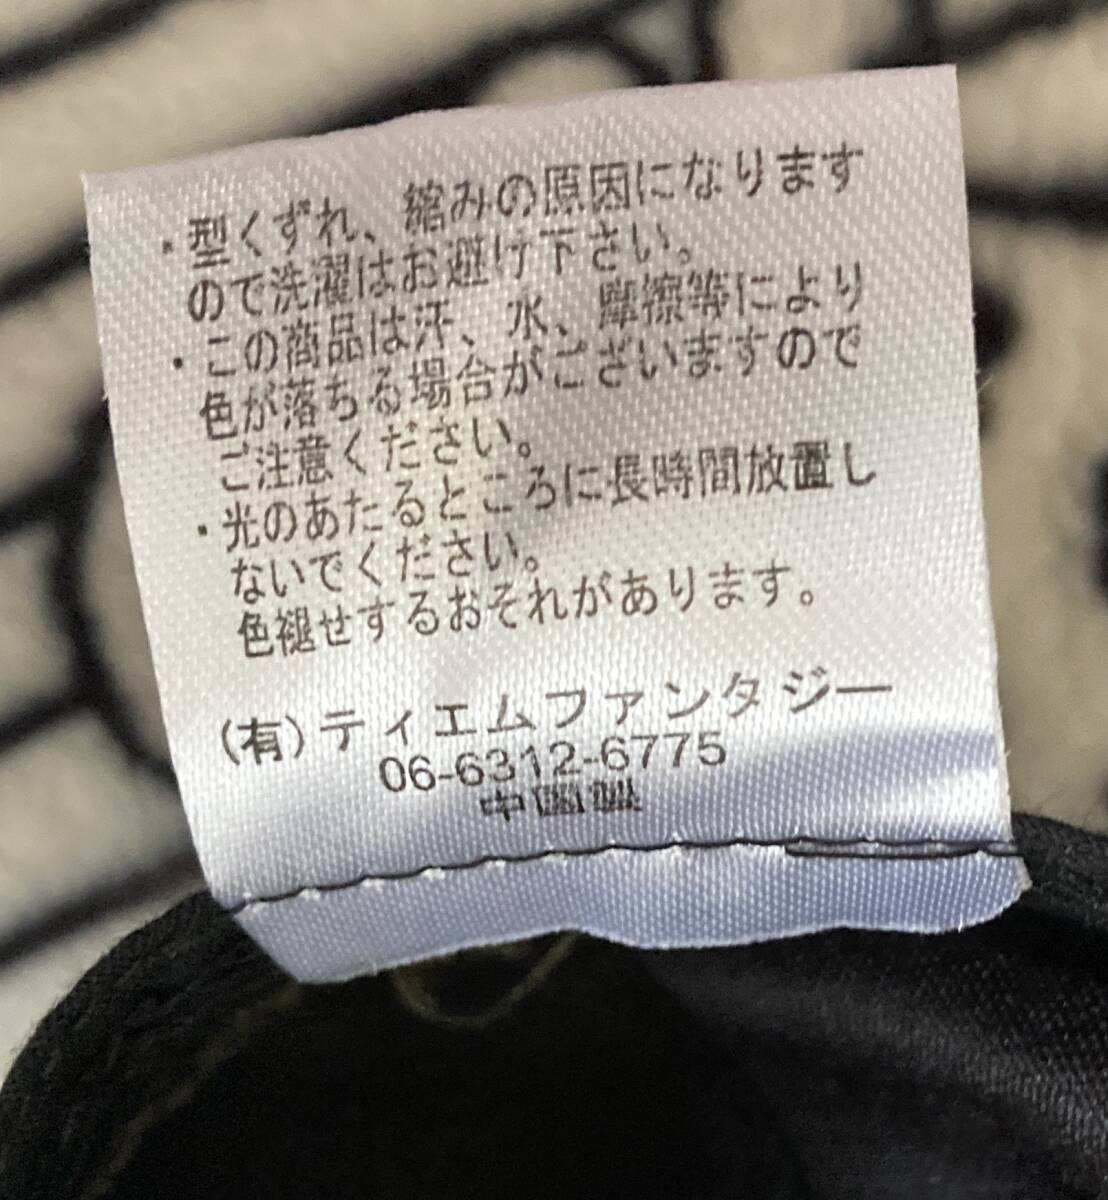 ・型くずれ、縮みの原因になります
ので洗濯はお避け下さい。
・この商品は汗、水、摩擦等により
色が落ちる場合がございますので
ご注意ください。
・光のあたるところに長時間放置し
ないでください。
色褪せするおそれがあります。
(有)ティエムファンタジー
06-6312-6775
中国製